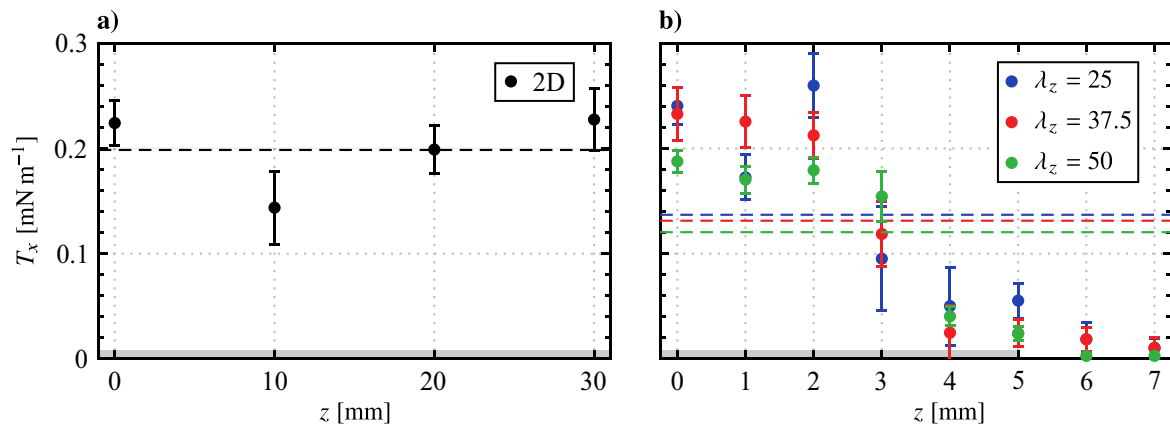 a)
0.3
0.2
0.1
0
T_x [mN m⁻¹]
2D
0 10 20 30
z [mm]
b)
λ_z = 25
λ_z = 37.5
λ_z = 50
0 1 2 3 4 5 6 7
z [mm]